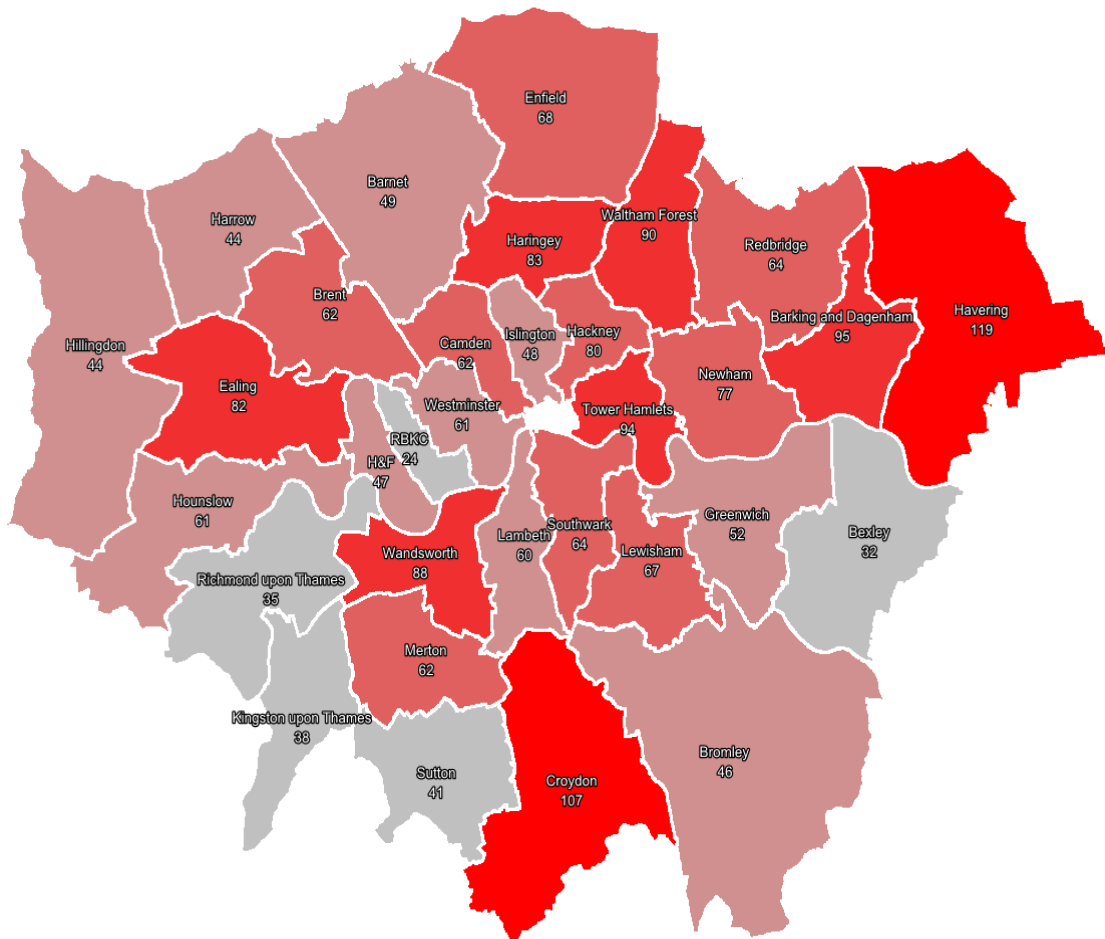 Enfield
68
Barnet
49
Harrow
44
Waltham Forest
90
Haringey
83
Redbridge
64
Brent
62
Havering
119
Barking and Dagenham
95
Hillingdon
44
Camden
62
Islington
48
Hackney
80
Newham
77
Ealing
82
Westminster
61
Tower Hamlets
94
RBKC
24
H&F
47
Hounslow
61
Greenwich
52
Lambeth
60
Southwark
64
Bexley
32
Wandsworth
88
Lewisham
67
Richmond upon Thames
35
Merton
62
Kingston upon Thames
38
Bromley
46
Sutton
41
Croydon
107